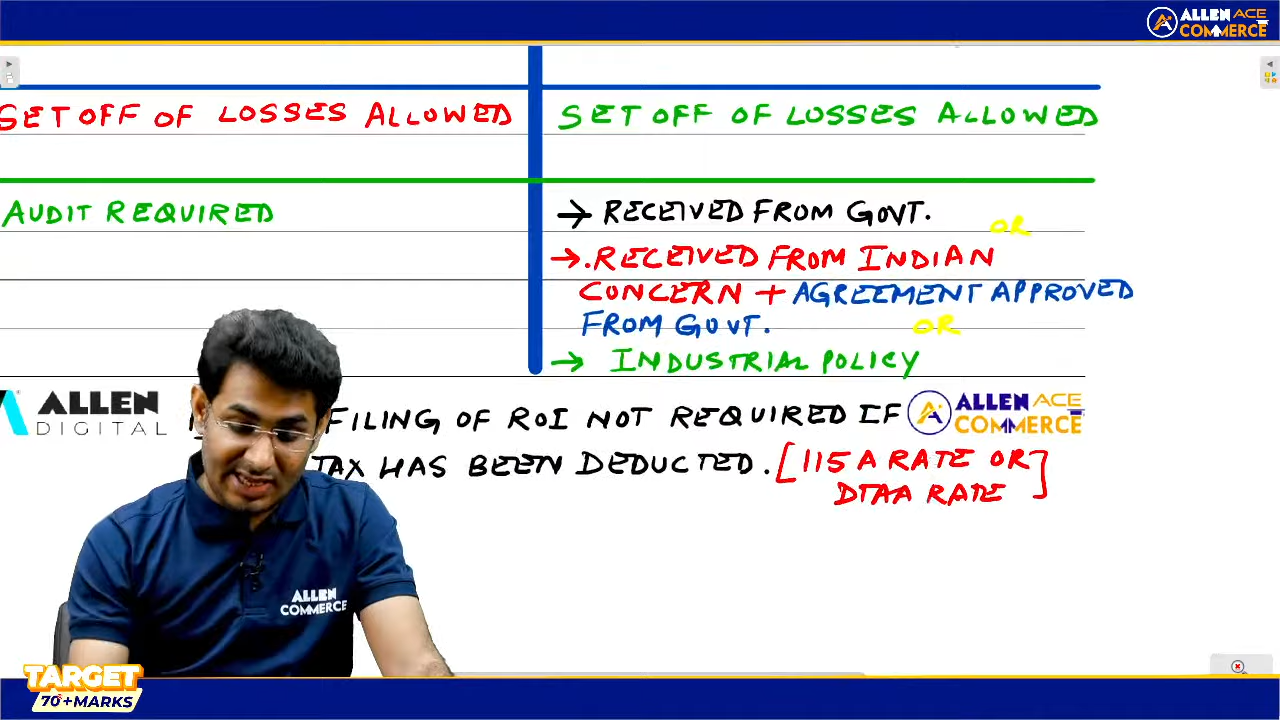 ALLEN ACE
COMMERCE
SET OFF OF LOSSES ALLOWED
SET OFF OF LOSSES ALLOWED
AUDIT REQUIRED
→ RECEIVED FROM GOVT.
OR
→ .RECEIVED FROM INDIAN
CONCERN + AGREEMENT APPROVED
FROM GOVT.
OR
→ INDUSTRIAL POLICY
ALLEN
DIGITAL
FILING OF ROI NOT REQUIRED IF
ALLEN ACE
COMMERCE
TAX HAS BEEN DEDUCTED. [115A RATE OR
DTAA RATE]
ALLEN
COMMERCE
TARGET
70+MARKS